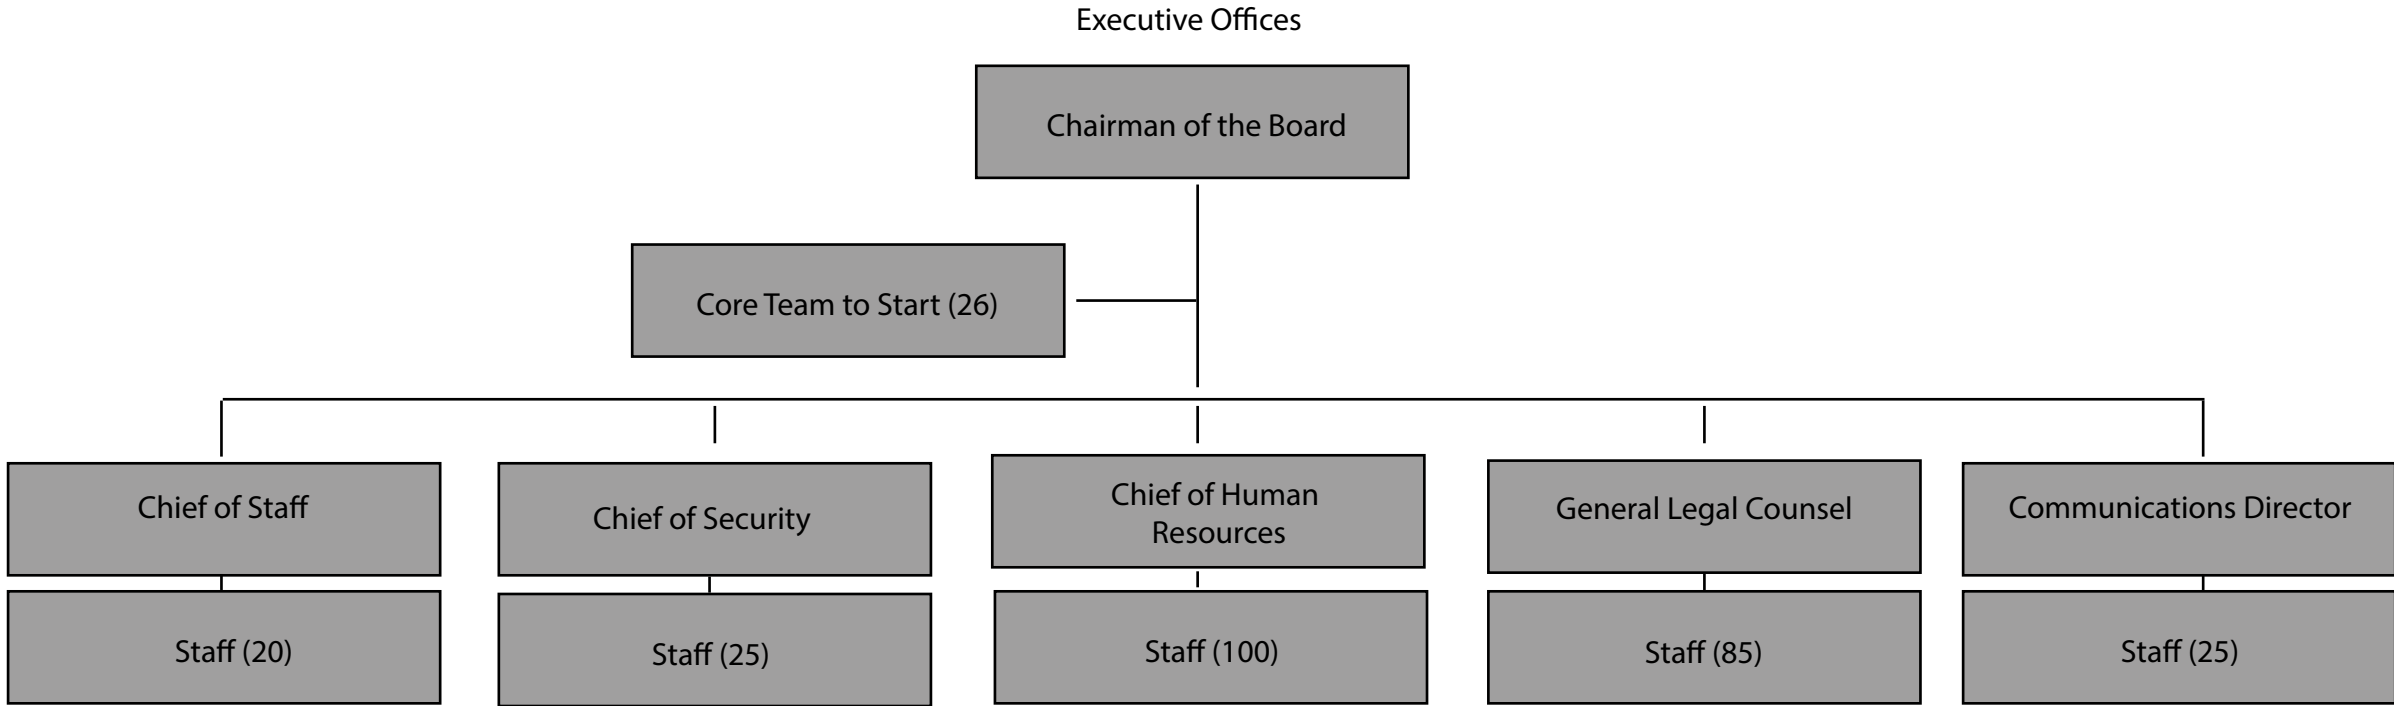 Executive Offices
Chairman of the Board
Core Team to Start (26)
Chief of Staff
Chief of Security
Chief of Human
Resources
General Legal Counsel
Communications Director
Staff (20)
Staff (25)
Staff (100)
Staff (85)
Staff (25)